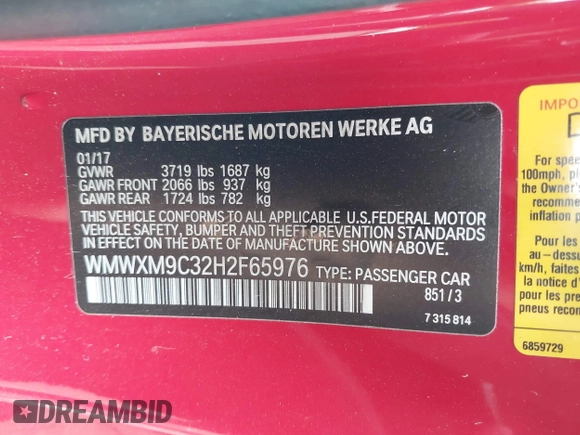 MFD BY BAYERISCHE MOTOREN WERKE AG
01/17
GVWR 3719 lbs 1687 kg
GAWR FRONT 2066 lbs 937 kg
GAWR REAR 1724 lbs 782 kg
THIS VEHICLE CONFORMS TO ALL APPLICABLE U.S.FEDERAL MOTOR
VEHICLE SAFETY, BUMPER AND THEFT PREVENTION STANDARDS
IN EFFECT ON THE DATE OF MANUFACTURE SHOWN ABOVE.
WMWXM9C32H2F65976 TYPE: PASSENGER CAR
851/3
7 315 814
For spee
100mph, pl
the Owner's
recommend
inflation p
Pour les
au-dessu
km/h, faites
No
pour les pre
pneus recom
6859729
DREAMBID